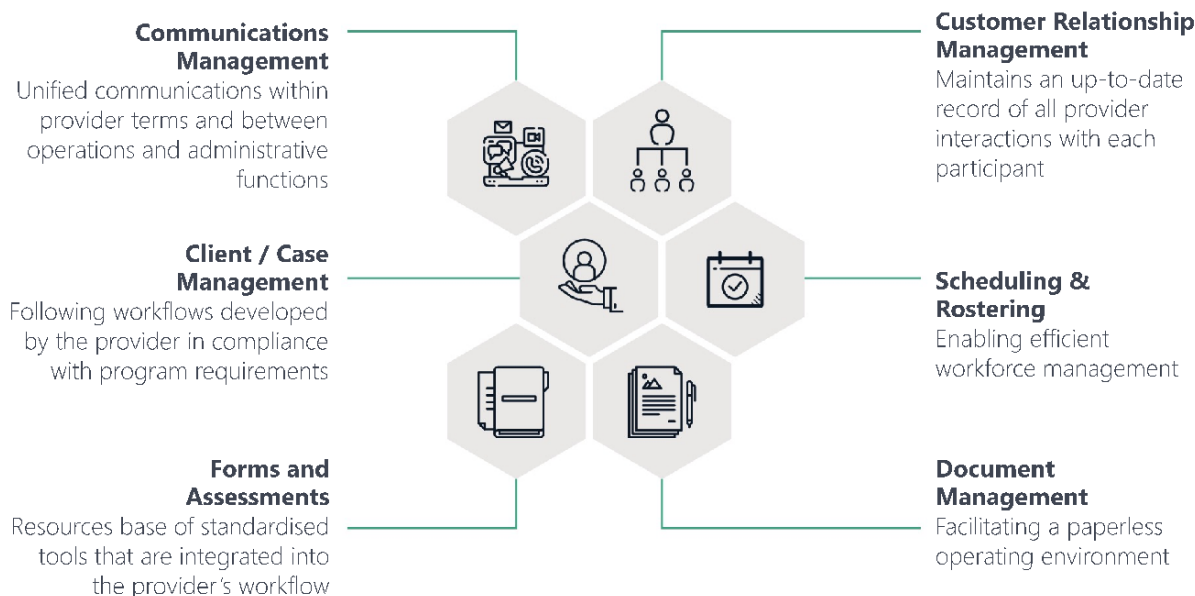 Communications
Management
Unified communications within
provider terms and between
operations and administrative
functions
Customer Relationship
Management
Maintains an up-to-date
record of all provider
interactions with each
participant
Client / Case
Management
Following workflows developed
by the provider in compliance
with program requirements
Scheduling &
Rostering
Enabling efficient
workforce management
Forms and
Assessments
Resources base of standardised
tools that are integrated into
the provider's workflow
Document
Management
Facilitating a paperless
operating environment